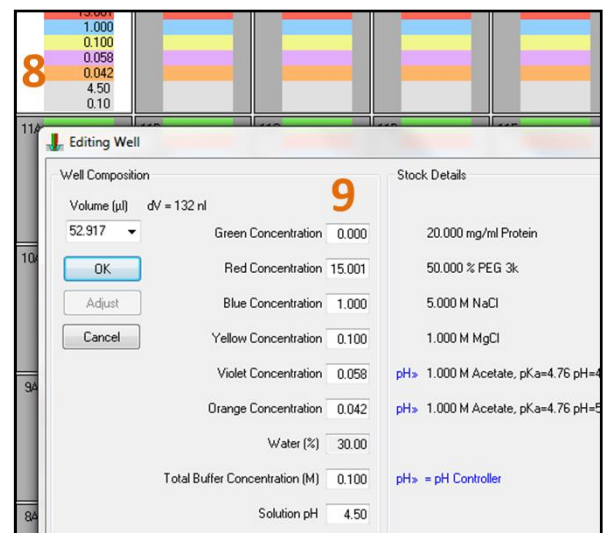 15.001
1.000
0.100
0.058
0.042
4.50
0.10
8
11A
Editing Well
Well Composition
Stock Details
9
Volume (µl) dV = 132 nl
52.917
Green Concentration 0.000 20.000 mg/ml Protein
OK Red Concentration 15.001 50.000 % PEG 3k
Adjust Blue Concentration 1.000 5.000 M NaCl
Cancel Yellow Concentration 0.100 1.000 M MgCl
Violet Concentration 0.058 pH» 1.000 M Acetate, pKa=4.76 pH=4
Orange Concentration 0.042 pH» 1.000 M Acetate, pKa=4.76 pH=5
Water (%) 30.00
Total Buffer Concentration (M) 0.100 pH» = pH Controller
Solution pH 4.50
10A
9A
8A